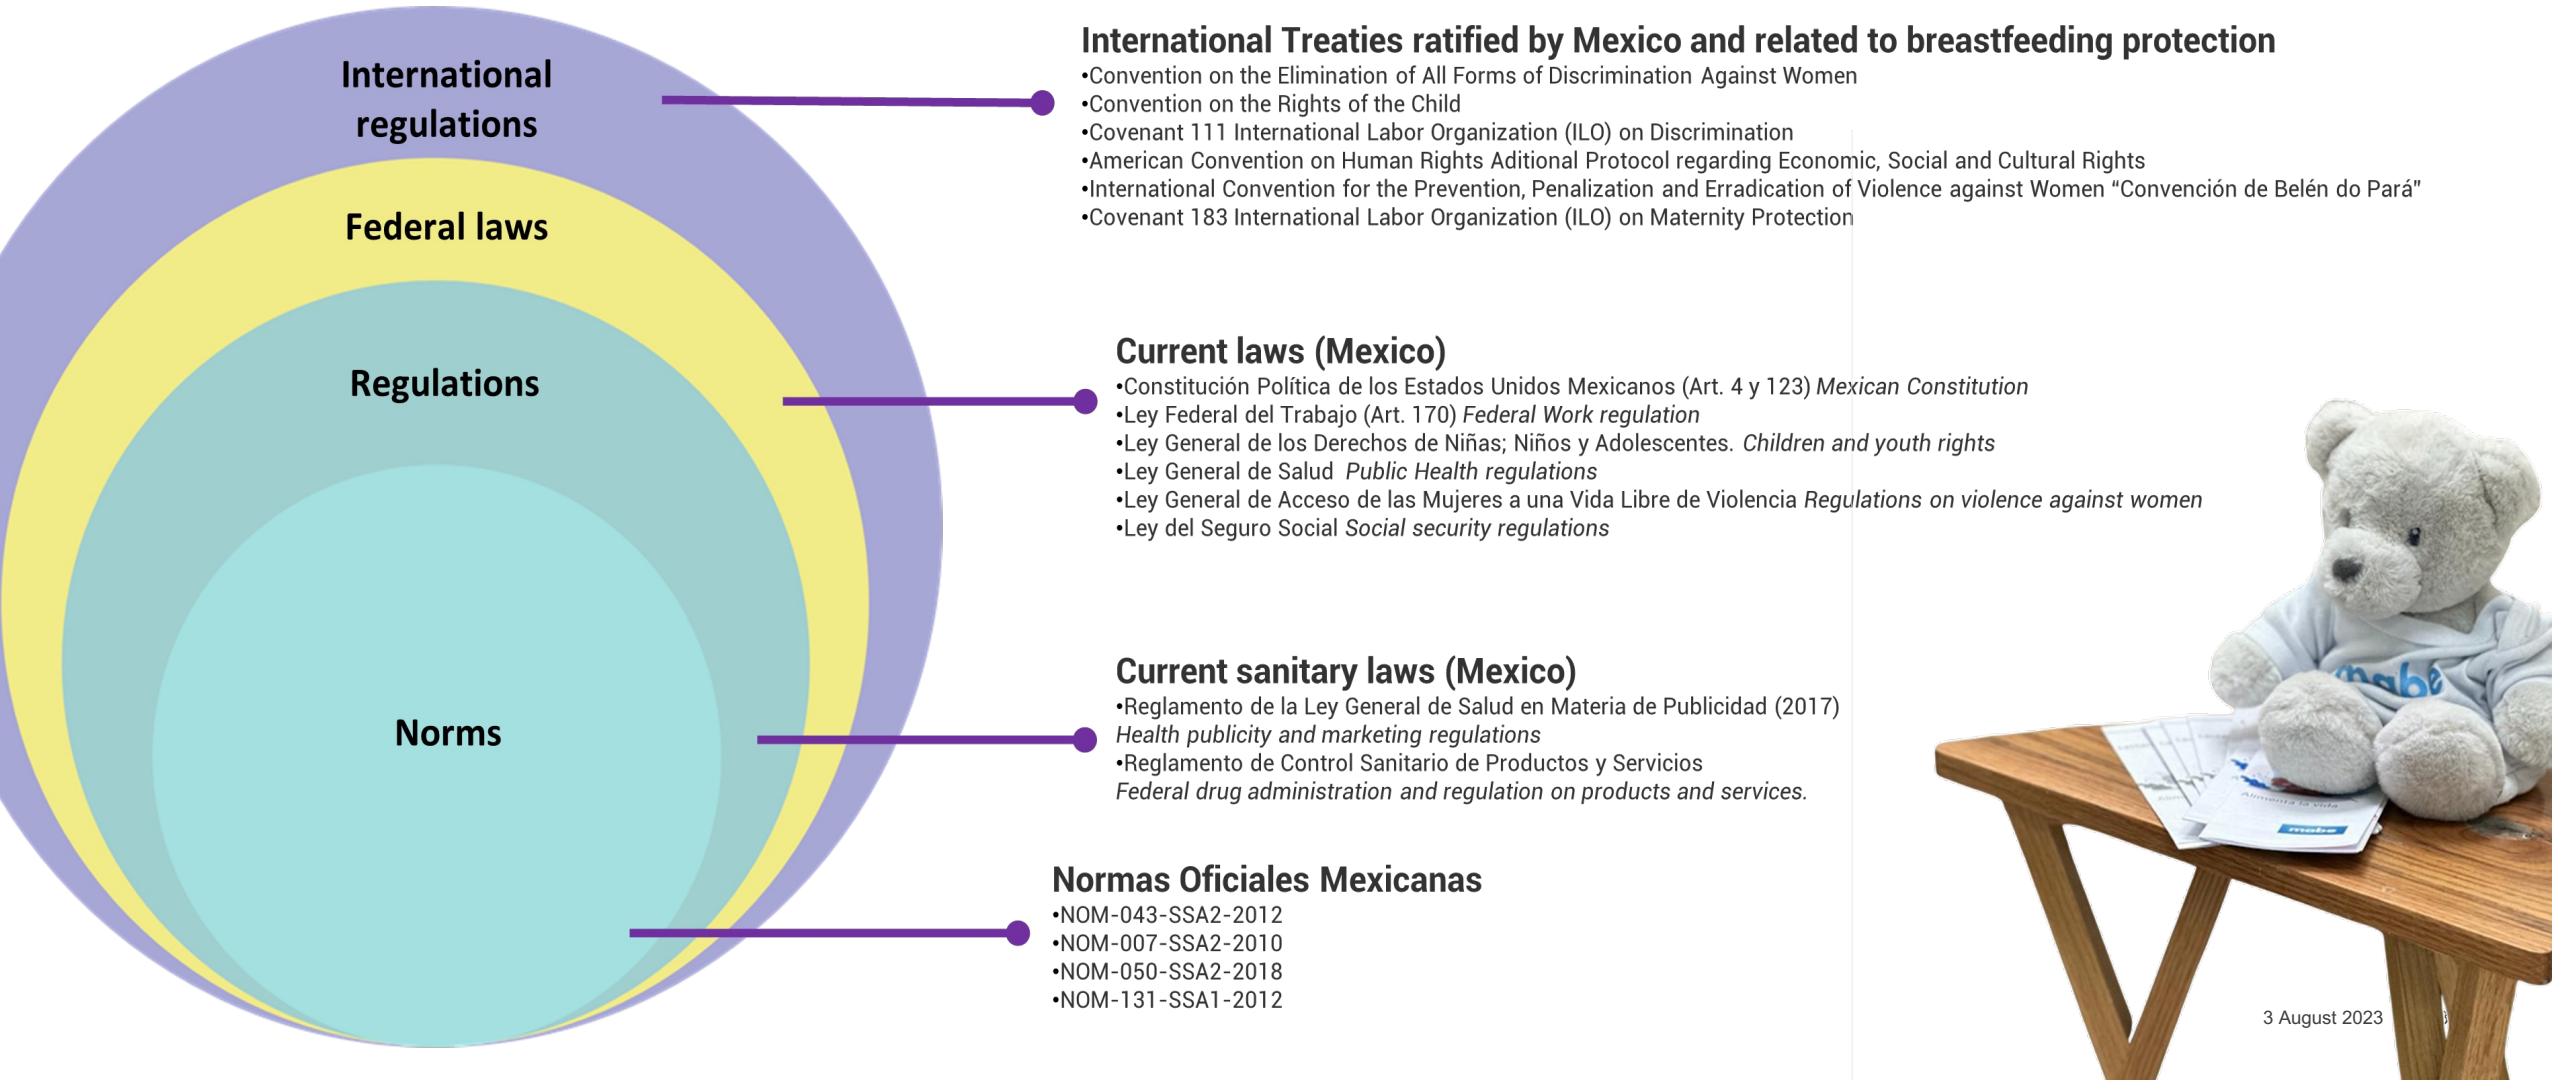 International
regulations
Federal laws
Regulations
Norms
International Treaties ratified by Mexico and related to breastfeeding protection
•Convention on the Elimination of All Forms of Discrimination Against Women
•Convention on the Rights of the Child
•Covenant 111 International Labor Organization (ILO) on Discrimination
•American Convention on Human Rights Aditional Protocol regarding Economic, Social and Cultural Rights
•International Convention for the Prevention, Penalization and Erradication of Violence against Women “Convención de Belén do Pará”
•Covenant 183 International Labor Organization (ILO) on Maternity Protection
Current laws (Mexico)
•Constitución Política de los Estados Unidos Mexicanos (Art. 4 y 123) Mexican Constitution
•Ley Federal del Trabajo (Art. 170) Federal Work regulation
•Ley General de los Derechos de Niñas; Niños y Adolescentes. Children and youth rights
•Ley General de Salud Public Health regulations
•Ley General de Acceso de las Mujeres a una Vida Libre de Violencia Regulations on violence against women
•Ley del Seguro Social Social security regulations
Current sanitary laws (Mexico)
•Reglamento de la Ley General de Salud en Materia de Publicidad (2017)
Health publicity and marketing regulations
•Reglamento de Control Sanitario de Productos y Servicios
Federal drug administration and regulation on products and services.
Normas Oficiales Mexicanas
•NOM-043-SSA2-2012
•NOM-007-SSA2-2010
•NOM-050-SSA2-2018
•NOM-131-SSA1-2012
mabe
Alimenta la vida
mabe
3 August 2023